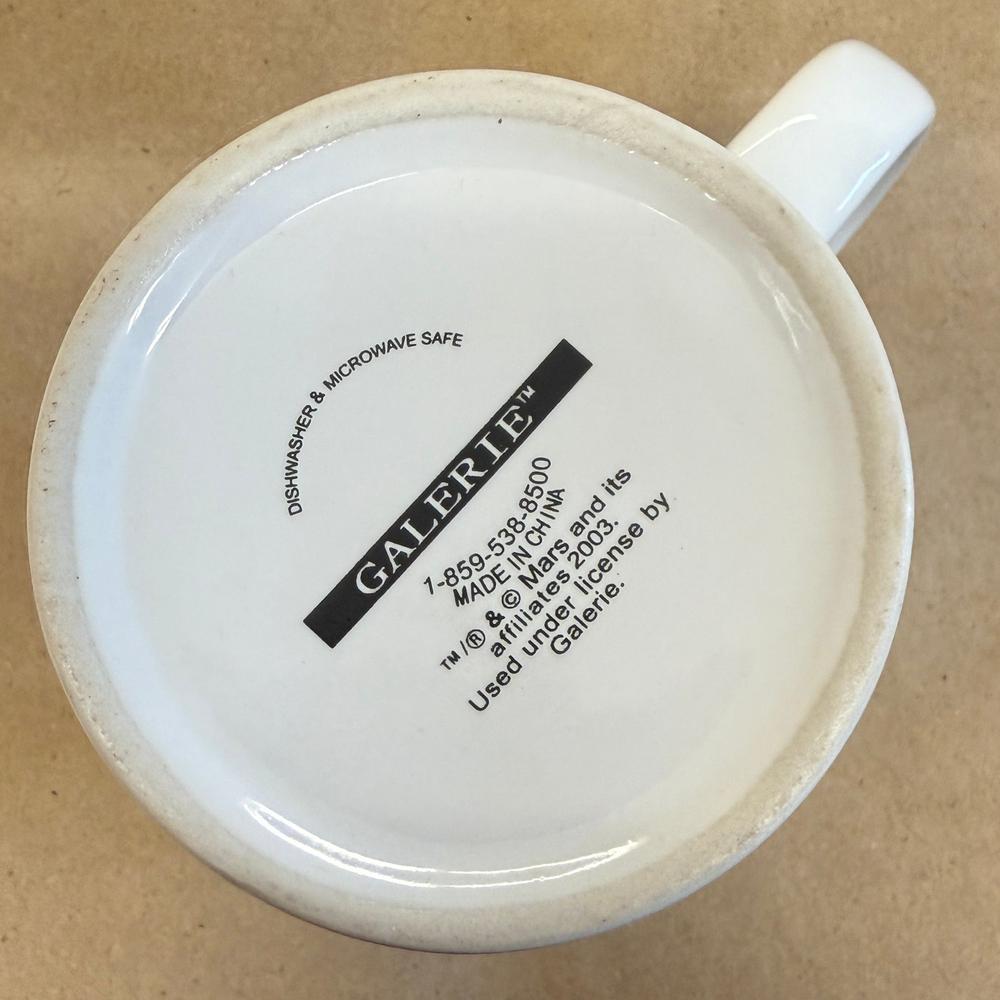 DISHWASHER & MICROWAVE SAFE
GALERIE™
1-859-538-8500
MADE IN CHINA
™/® & © Mars and its
affiliates 2003.
Used under license by
Galerie.